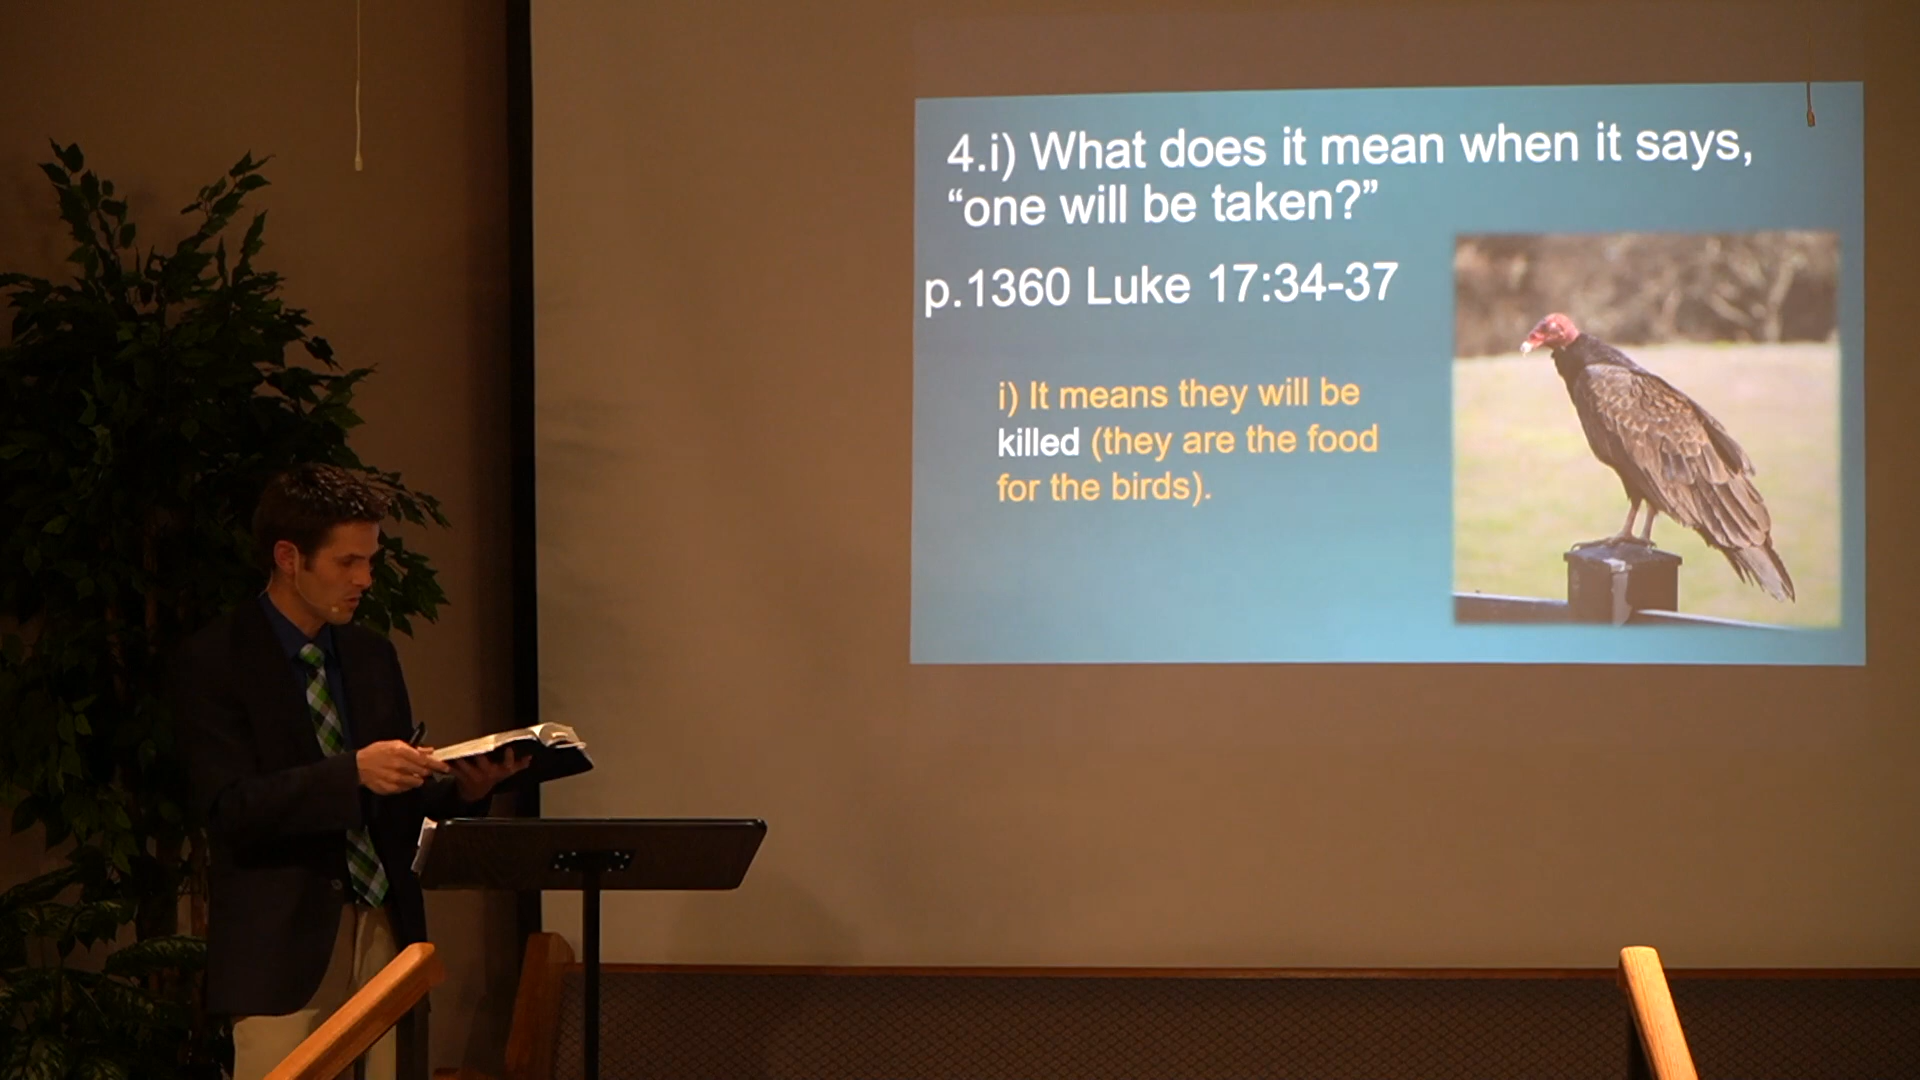 4.i) What does it mean when it says,
“one will be taken?”
p.1360 Luke 17:34-37
i) It means they will be
killed (they are the food
for the birds).